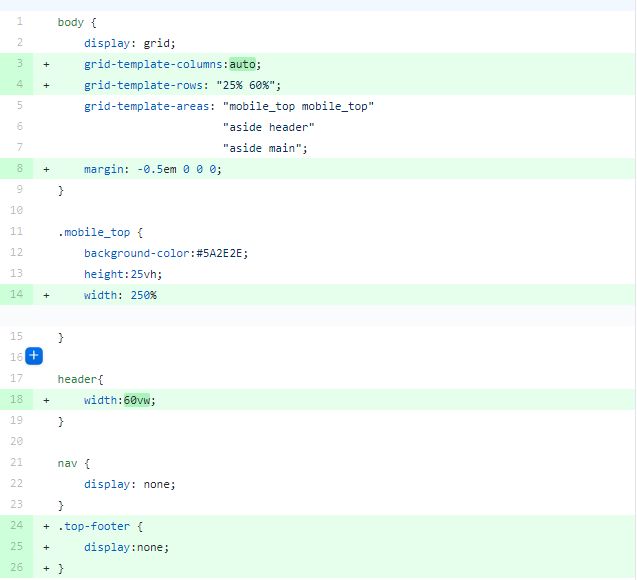 1 body {
2 display: grid;
3 + grid-template-columns:auto;
4 + grid-template-rows: "25% 60%";
5 grid-template-areas: "mobile_top mobile_top"
6 "aside header"
7 "aside main";
8 + margin: -0.5em 0 0 0;
9 }
10
11 .mobile_top {
12 background-color:#5A2E2E;
13 height:25vh;
14 + width: 250%
15 }
16 +
17 header{
18 + width:60vw;
19 }
20
21 nav {
22 display: none;
23 }
24 + .top-footer {
25 + display:none;
26 + }